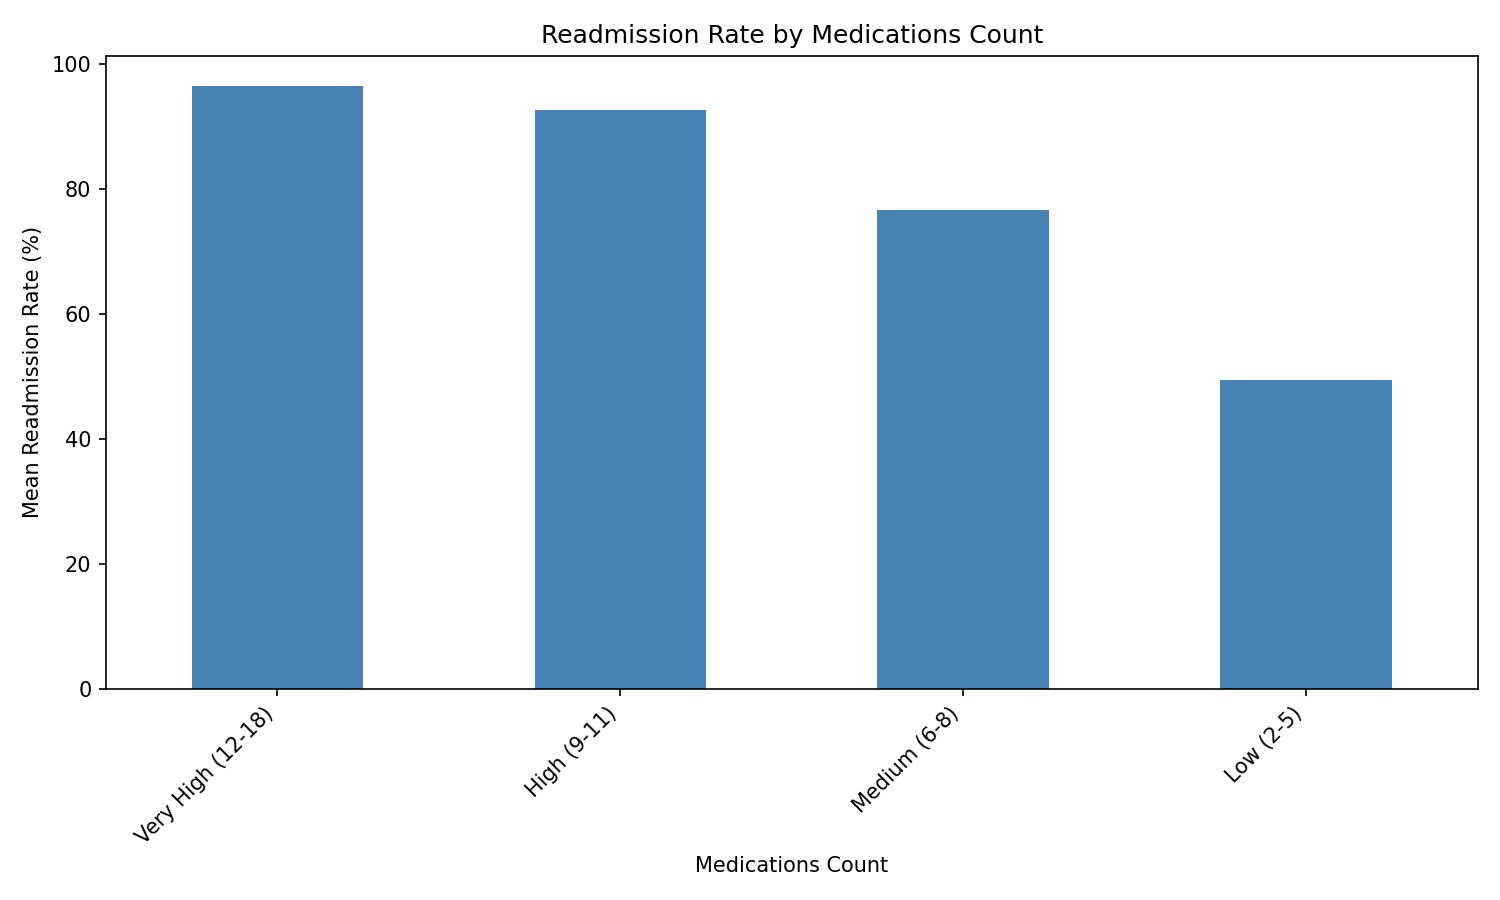 Readmission Rate by Medications Count
Mean Readmission Rate (%)
100
80
60
40
20
0
Very High (12-18)
High (9-11)
Medium (6-8)
Low (2-5)
Medications Count